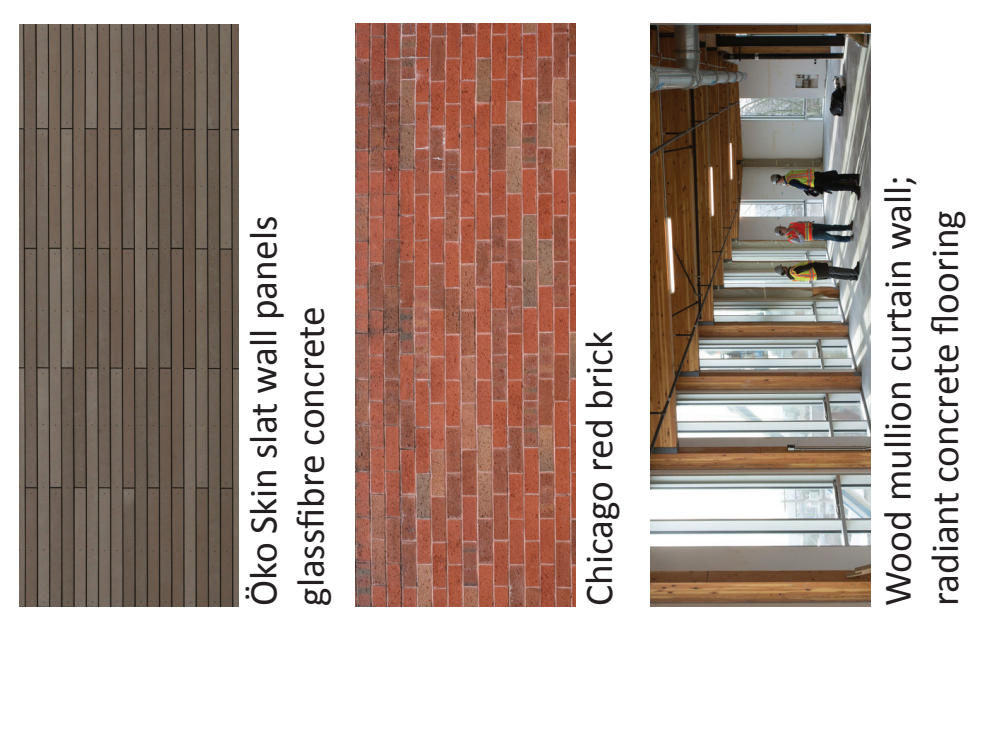 Öko Skin slat wall panels
glassfibre concrete
Chicago red brick
Wood mullion curtain wall;
radiant concrete flooring